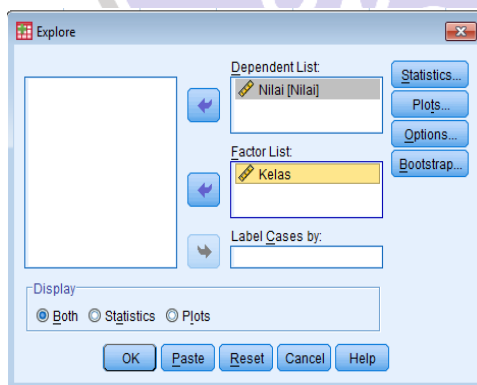 Explore
Dependent List:
Nilai [Nilai]
Statistics...
Plots...
Options...
Bootstrap...
Factor List:
Kelas
Label Cases by:
Display
Both Statistics Plots
OK Paste Reset Cancel Help